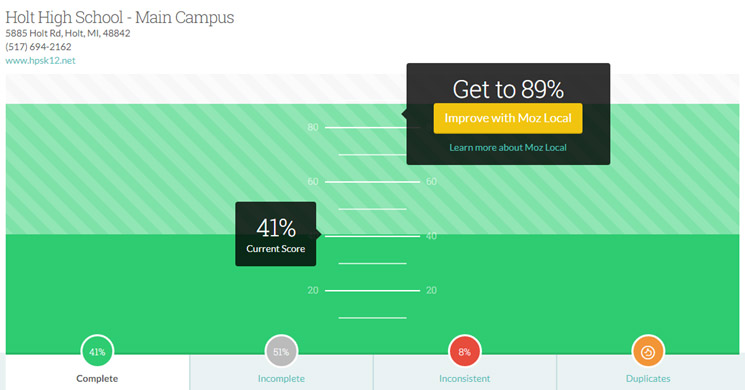 Holt High School - Main Campus
5885 Holt Rd, Holt, MI, 48842
(517) 694-2162
www.hpsk12.net
Get to 89%
Improve with Moz Local
Learn more about Moz Local
80
60 60
41%
Current Score
40 40
20 20
41% 51% 8%
Complete Incomplete Inconsistent Duplicates